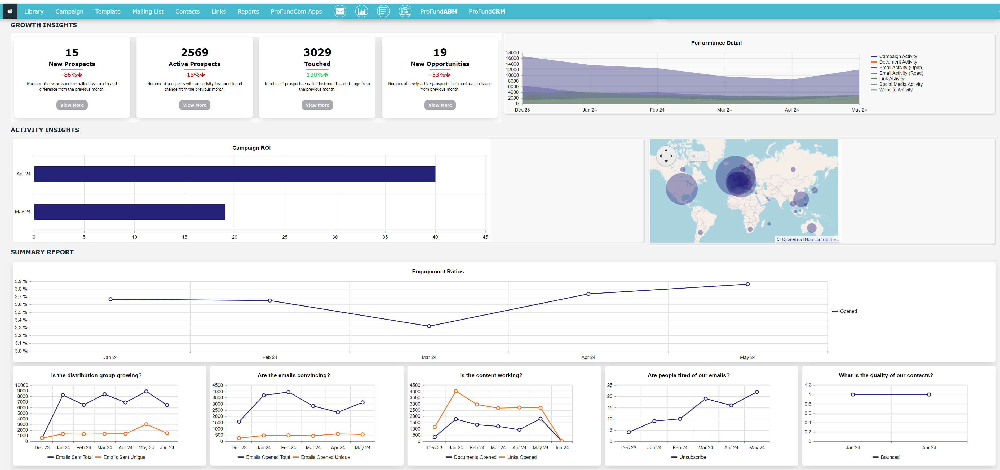 Library Campaign Template Mailing List Contacts Links Reports ProFundCom Apps ProFundABM ProFundCRM
GROWTH INSIGHTS
15
New Prospects
-86%
Number of new prospects emailed last month and
difference from the previous month.
View More
2569
Active Prospects
-18%
Number of prospects with an activity last month and
change from the previous month.
View More
3029
Touched
130%
Number of prospects emailed last month and change from
the previous month.
View More
19
New Opportunities
-53%
Number of newly active prospects last month and change
from previous month.
View More
Performance Detail
18000
16000
14000
12000
10000
8000
6000
4000
2000
0
Dec 23 Jan 24 Feb 24 Mar 24 Apr 24 May 24
Campaign Activity
Document Activity
Email Activity (Open)
Email Activity (Read)
Link Activity
Social Media Activity
Website Activity
ACTIVITY INSIGHTS
Campaign ROI
Apr 24
May 24
0 5 10 15 20 25 30 35 40 45
+ −
© OpenStreetMap contributors
SUMMARY REPORT
Engagement Ratios
3.9 %
3.8 %
3.7 %
3.6 %
3.5 %
3.4 %
3.3 %
3.2 %
3.1 %
3.0 %
Jan 24 Feb 24 Mar 24 Apr 24 May 24
Opened
Is the distribution group growing?
10000
9000
8000
7000
6000
5000
4000
3000
2000
1000
0
Dec 23 Jan 24 Feb 24 Mar 24 Apr 24 May 24 Jun 24
Emails Sent Total Emails Sent Unique
Are the emails convincing?
4500
4000
3500
3000
2500
2000
1500
1000
500
0
Dec 23 Jan 24 Feb 24 Mar 24 Apr 24 May 24
Emails Opened Total Emails Opened Unique
Is the content working?
4500
4000
3500
3000
2500
2000
1500
1000
500
0
Dec 23 Jan 24 Feb 24 Mar 24 Apr 24 May 24 Jun 24
Documents Opened Links Opened
Are people tired of our emails?
25
20
15
10
5
0
Dec 23 Jan 24 Feb 24 Mar 24 Apr 24 May 24
Unsubscribe
What is the quality of our contacts?
1.2
1
0.8
0.6
0.4
0.2
0
Jan 24 Apr 24
Bounced